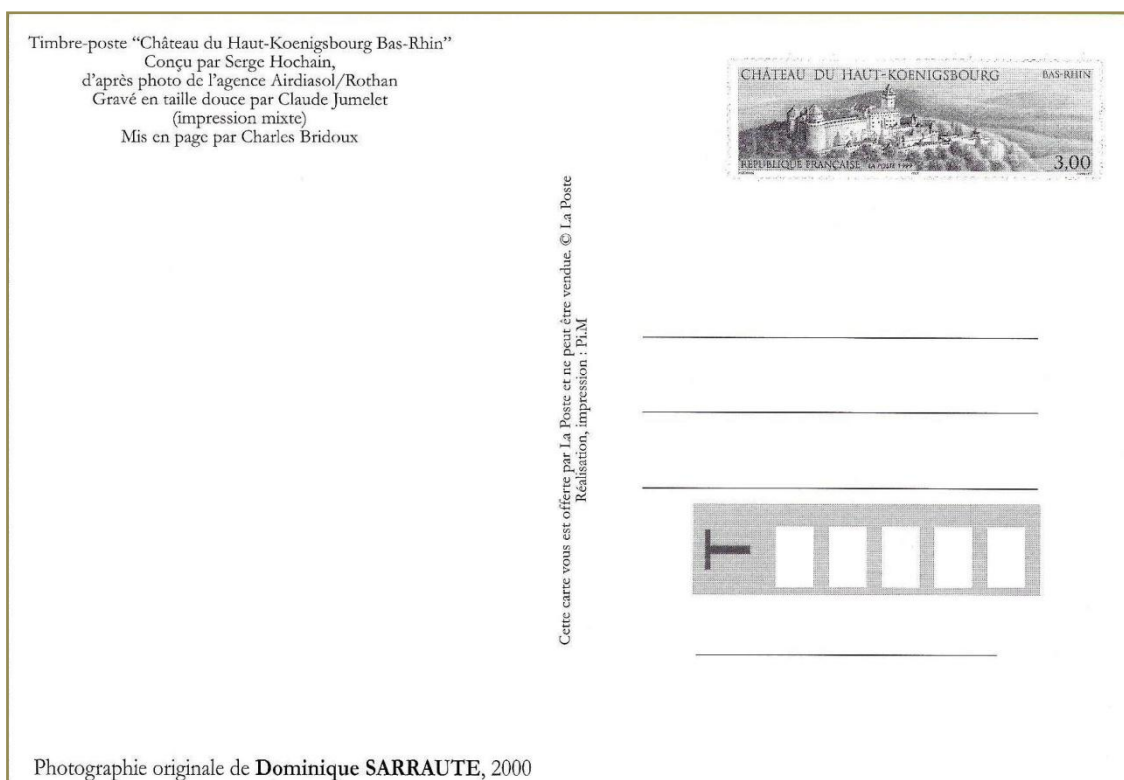 Timbre-poste “Château du Haut-Koenigsbourg Bas-Rhin”
Conçu par Serge Hochain,
d’après photo de l’agence Airdiasol/Rothan
Gravé en taille douce par Claude Jumelet
(impression mixte)
Mis en page par Charles Bridoux
CHÂTEAU DU HAUT-KOENIGSBOURG BAS-RHIN
RÉPUBLIQUE FRANÇAISE LA POSTE 1999 3,00
Cette carte vous est offerte par La Poste et ne peut être vendue. © La Poste
Réalisation, impression : Pi.M
Photographie originale de Dominique SARRAUTE, 2000